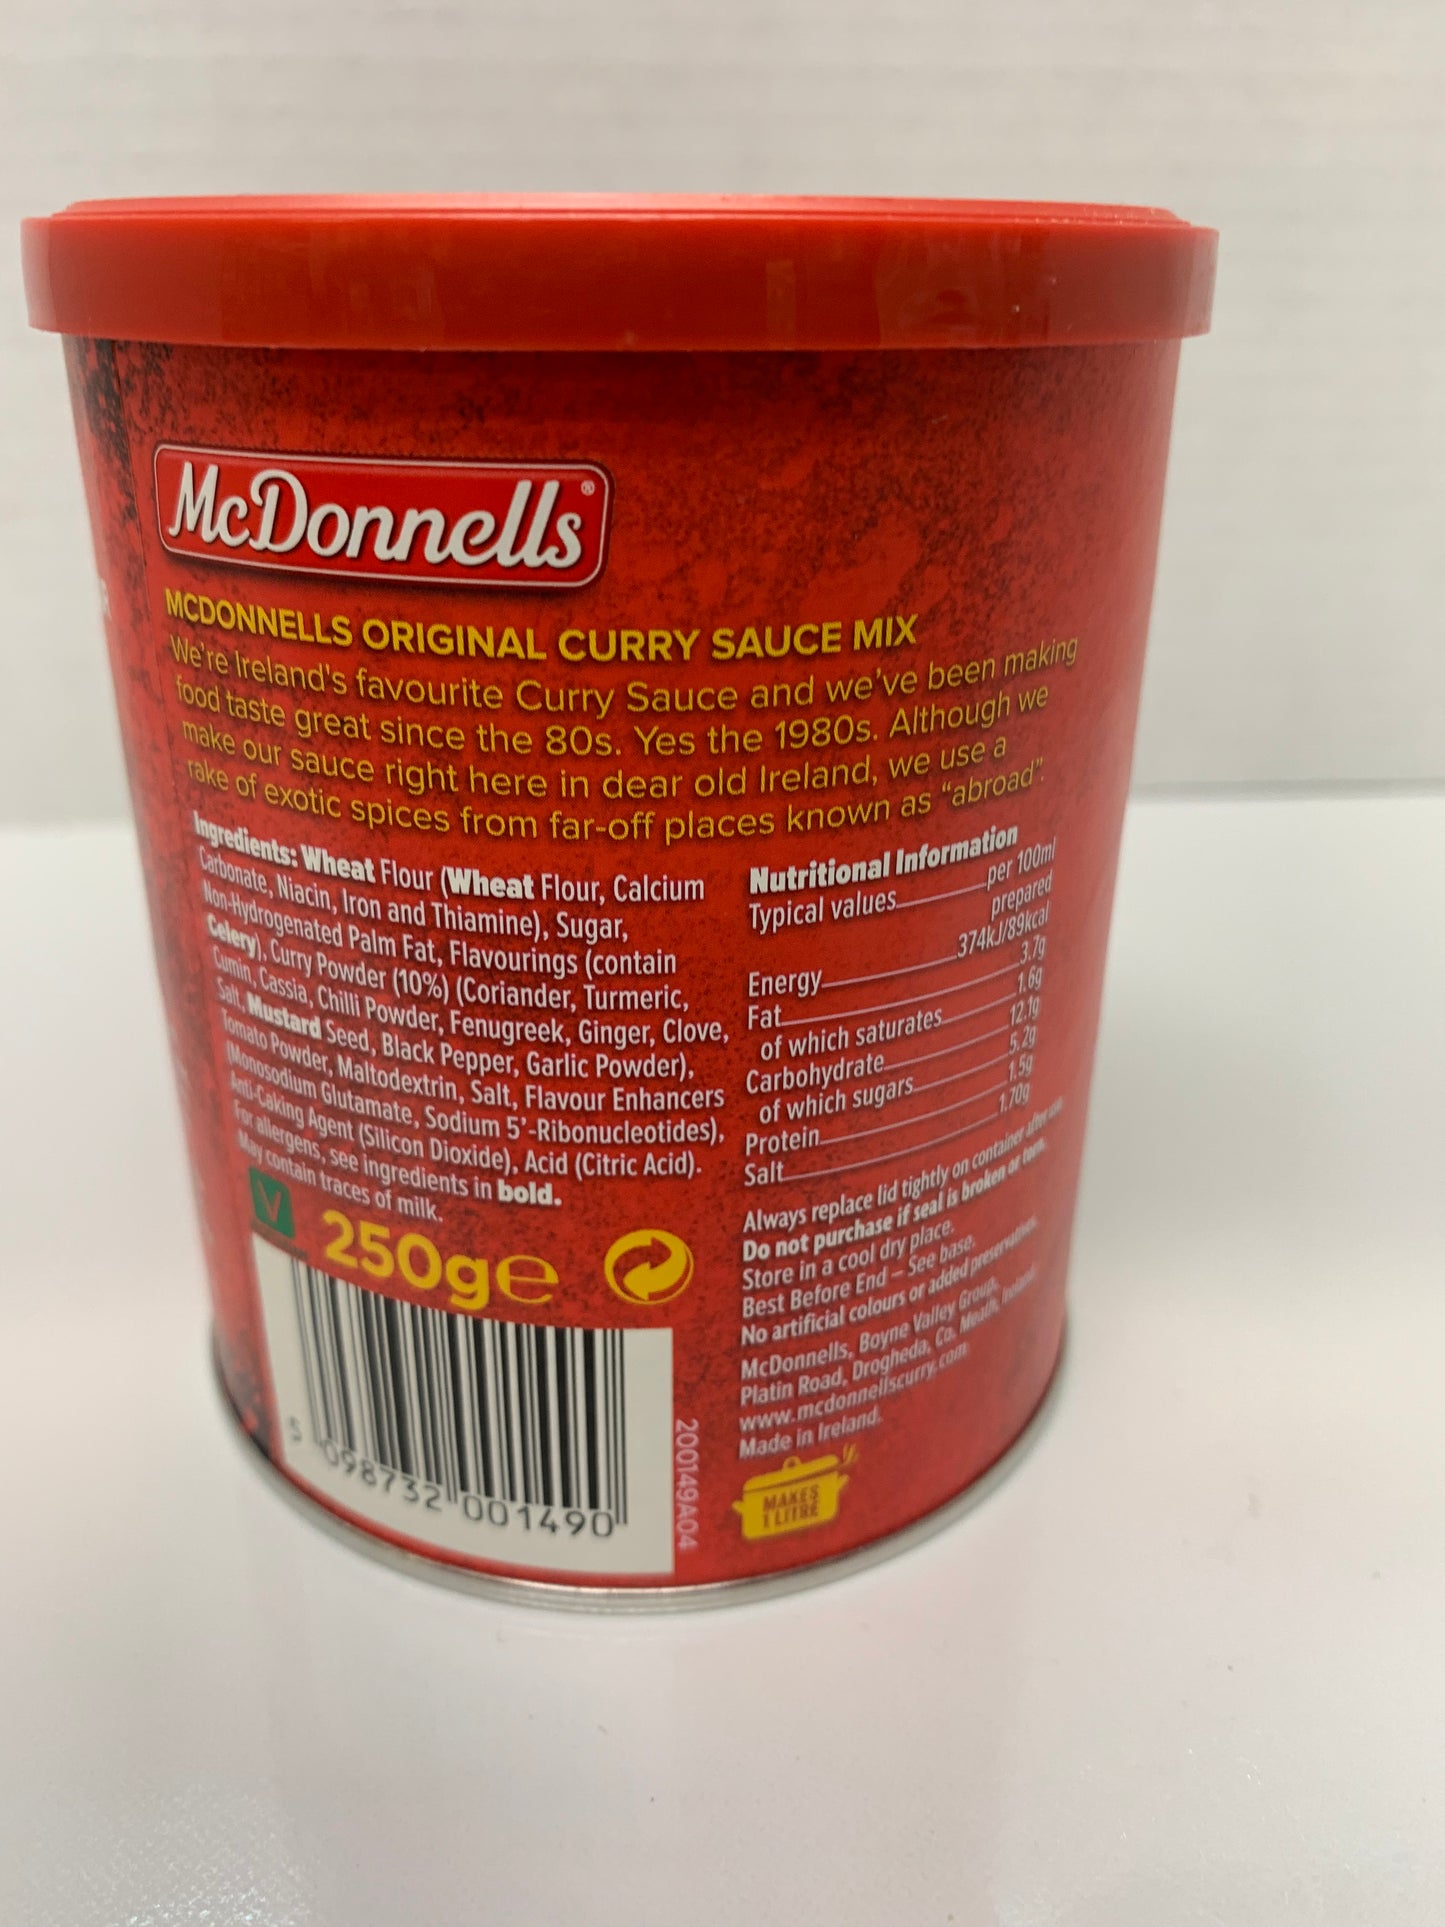 McDonnells®
MCDONNELLS ORIGINAL CURRY SAUCE MIX
We're Ireland's favourite Curry Sauce and we've been making
food taste great since the 80s. Yes the 1980s. Although we
make our sauce right here in dear old Ireland, we use a
rake of exotic spices from far-off places known as "abroad".
Ingredients: Wheat Flour (Wheat Flour, Calcium
Carbonate, Niacin, Iron and Thiamine), Sugar,
Non-Hydrogenated Palm Fat, Flavourings (contain
Celery), Curry Powder (10%) (Coriander, Turmeric,
Cumin, Cassia, Chilli Powder, Fenugreek, Ginger, Clove,
Salt, Mustard Seed, Black Pepper, Garlic Powder),
Tomato Powder, Maltodextrin, Salt, Flavour Enhancers
(Monosodium Glutamate, Sodium 5'-Ribonucleotides),
Anti-Caking Agent (Silicon Dioxide), Acid (Citric Acid).
For allergens, see ingredients in bold.
May contain traces of milk.
V
250g e
5 098732 001490
200149A04
Nutritional Information
Typical values per 100ml
prepared
Energy 374kJ/89kcal
Fat 3.7g
of which saturates 1.6g
Carbohydrate 12.1g
of which sugars 5.2g
Protein 1.5g
Salt 1.70g
Always replace lid tightly on container after use.
Do not purchase if seal is broken or torn.
Store in a cool dry place.
Best Before End – See base.
No artificial colours or added preservatives.
McDonnells, Boyne Valley Group,
Platin Road, Drogheda, Co. Meath, Ireland.
www.mcdonnellscurry.com
Made in Ireland.
MAKES
1 LITRE